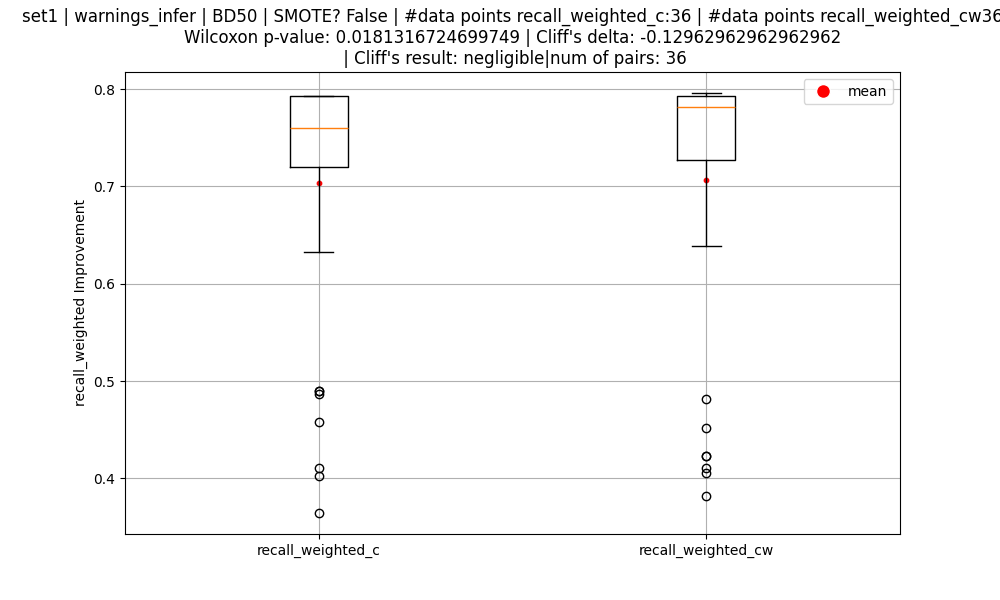 set1 | warnings_infer | BD50 | SMOTE? False | #data points recall_weighted_c:36 | #data points recall_weighted_cw36
Wilcoxon p-value: 0.0181316724699749 | Cliff's delta: -0.12962962962962962
| Cliff's result: negligible|num of pairs: 36
mean
0.8
0.7
0.6
0.5
0.4
recall_weighted Improvement
recall_weighted_c
recall_weighted_cw